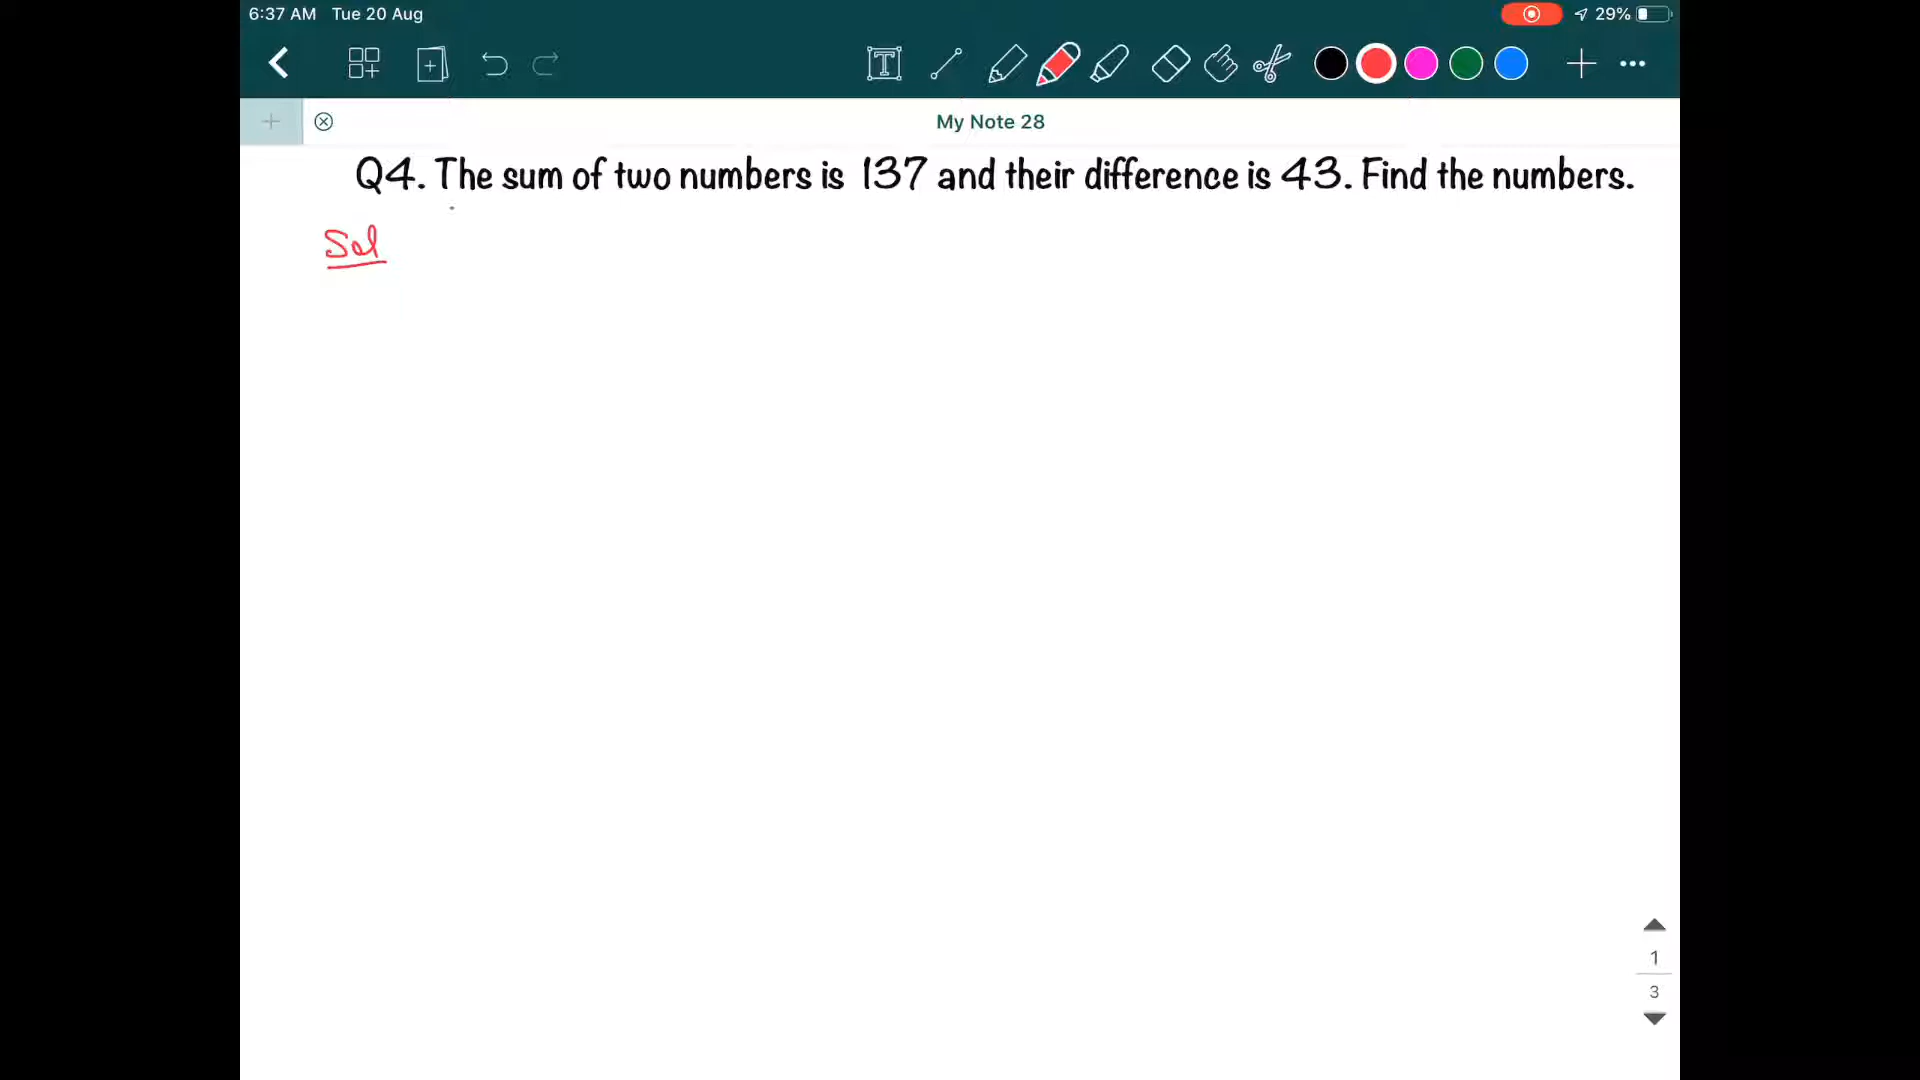 6:37 AM Tue 20 Aug
29%
T
My Note 28
Q4. The sum of two numbers is 137 and their difference is 43. Find the numbers.
Sol
1
3